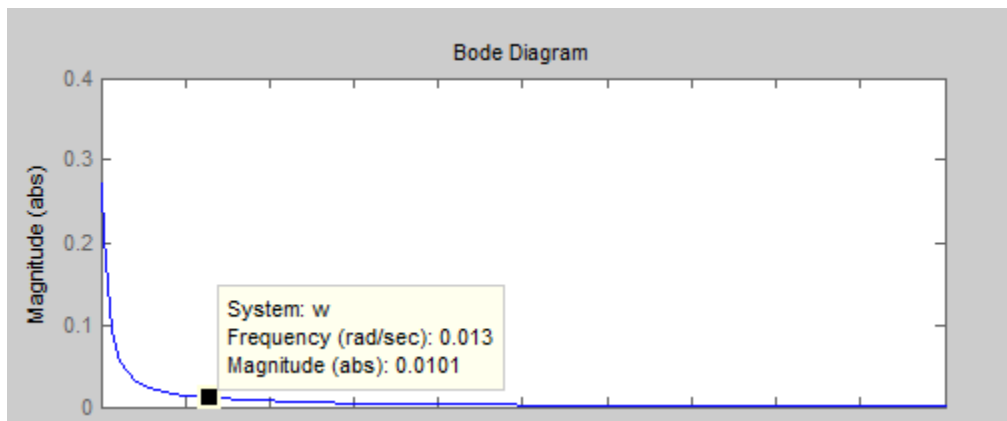 Bode Diagram
Magnitude (abs)
0.4
0.3
0.2
0.1
0
System: w
Frequency (rad/sec): 0.013
Magnitude (abs): 0.0101